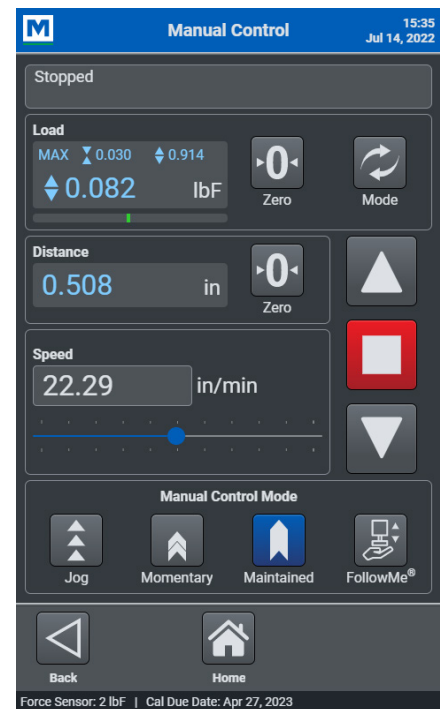 M
Manual Control
15:35
Jul 14, 2022
Stopped
Load
MAX 0.030 0.914
0.082 lbF
0
Zero
Mode
Distance
0.508 in
0
Zero
Speed
22.29 in/min
Manual Control Mode
Jog Momentary Maintained FollowMe®
Back Home
Force Sensor: 2 lbF | Cal Due Date: Apr 27, 2023